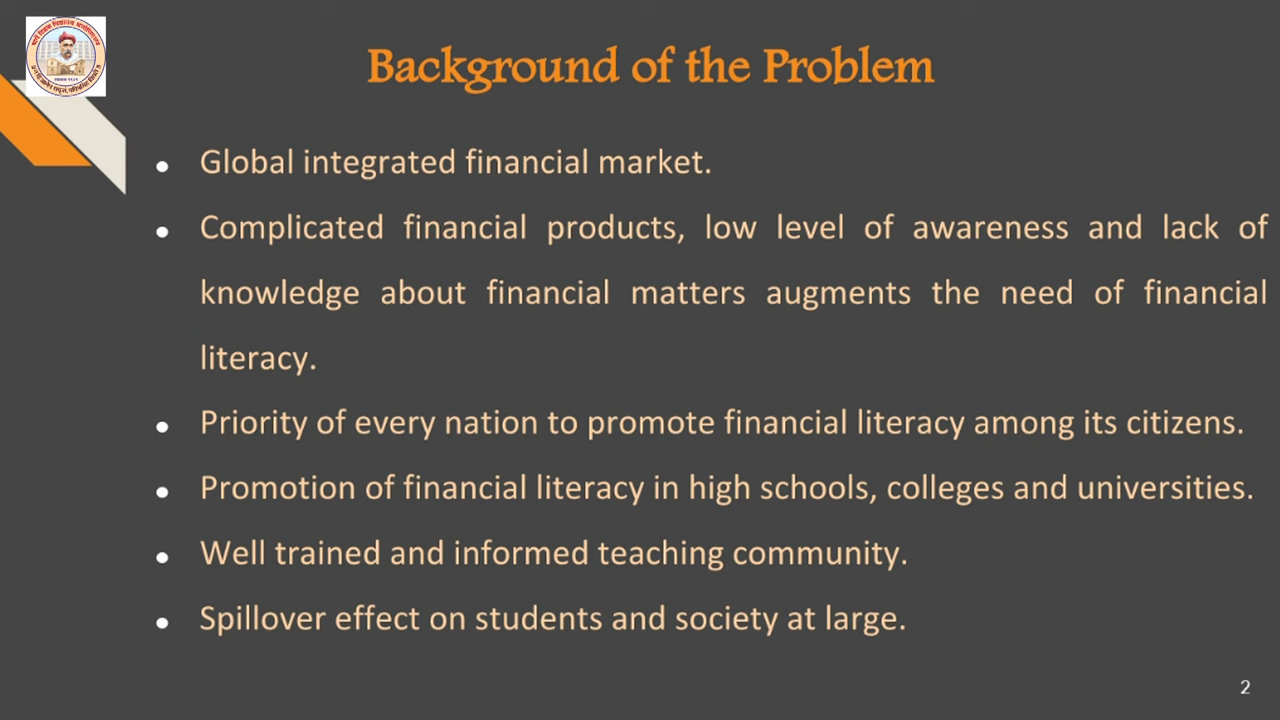 Background of the Problem
Global integrated financial market.
Complicated financial products, low level of awareness and lack of
knowledge about financial matters augments the need of financial
literacy.
Priority of every nation to promote financial literacy among its citizens.
Promotion of financial literacy in high schools, colleges and universities.
Well trained and informed teaching community.
Spillover effect on students and society at large.
2